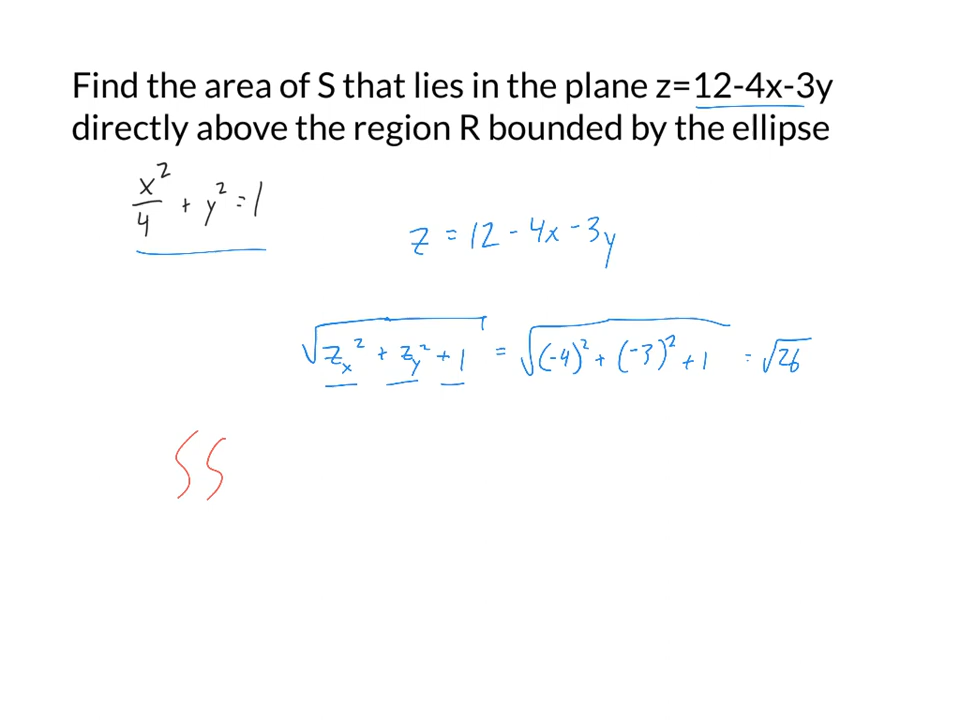 Find the area of S that lies in the plane z=12-4x-3y
directly above the region R bounded by the ellipse
x²/4 + y² = 1
z = 12 - 4x - 3y
√(zₓ² + z_y² + 1) = √((-4)² + (-3)² + 1) = √26
∫∫